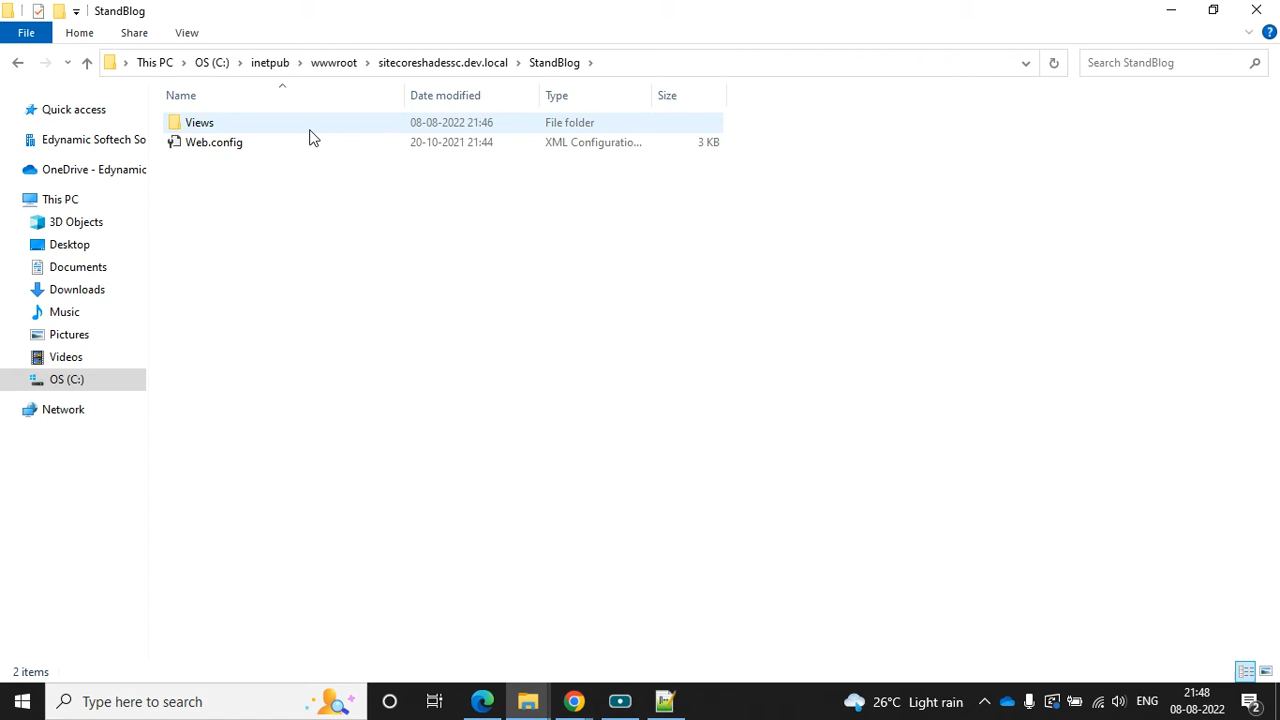 StandBlog
File Home Share View
This PC OS (C:) inetpub wwwroot sitecoreshadessc.dev.local StandBlog
Search StandBlog
Name Date modified Type Size
Quick access
Views 08-08-2022 21:46 File folder
Web.config 20-10-2021 21:44 XML Configuratio... 3 KB
Edynamic Softech So
OneDrive - Edynamic
This PC
3D Objects
Desktop
Documents
Downloads
Music
Pictures
Videos
OS (C:)
Network
2 items
Type here to search
26°C Light rain
ENG
21:48
08-08-2022
2